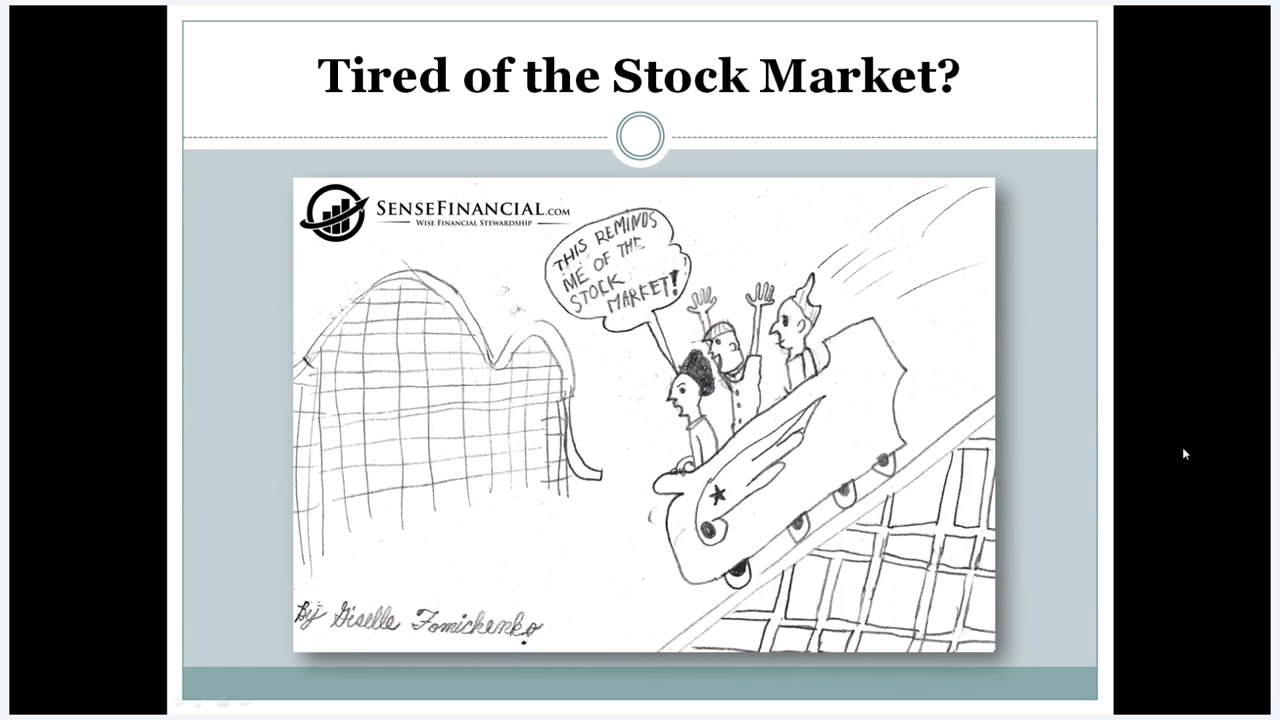 Tired of the Stock Market?
SENSEFINANCIAL.COM
WISE FINANCIAL STEWARDSHIP
THIS REMINDS
ME OF THE
STOCK
MARKET!
By Giselle Fomichenko